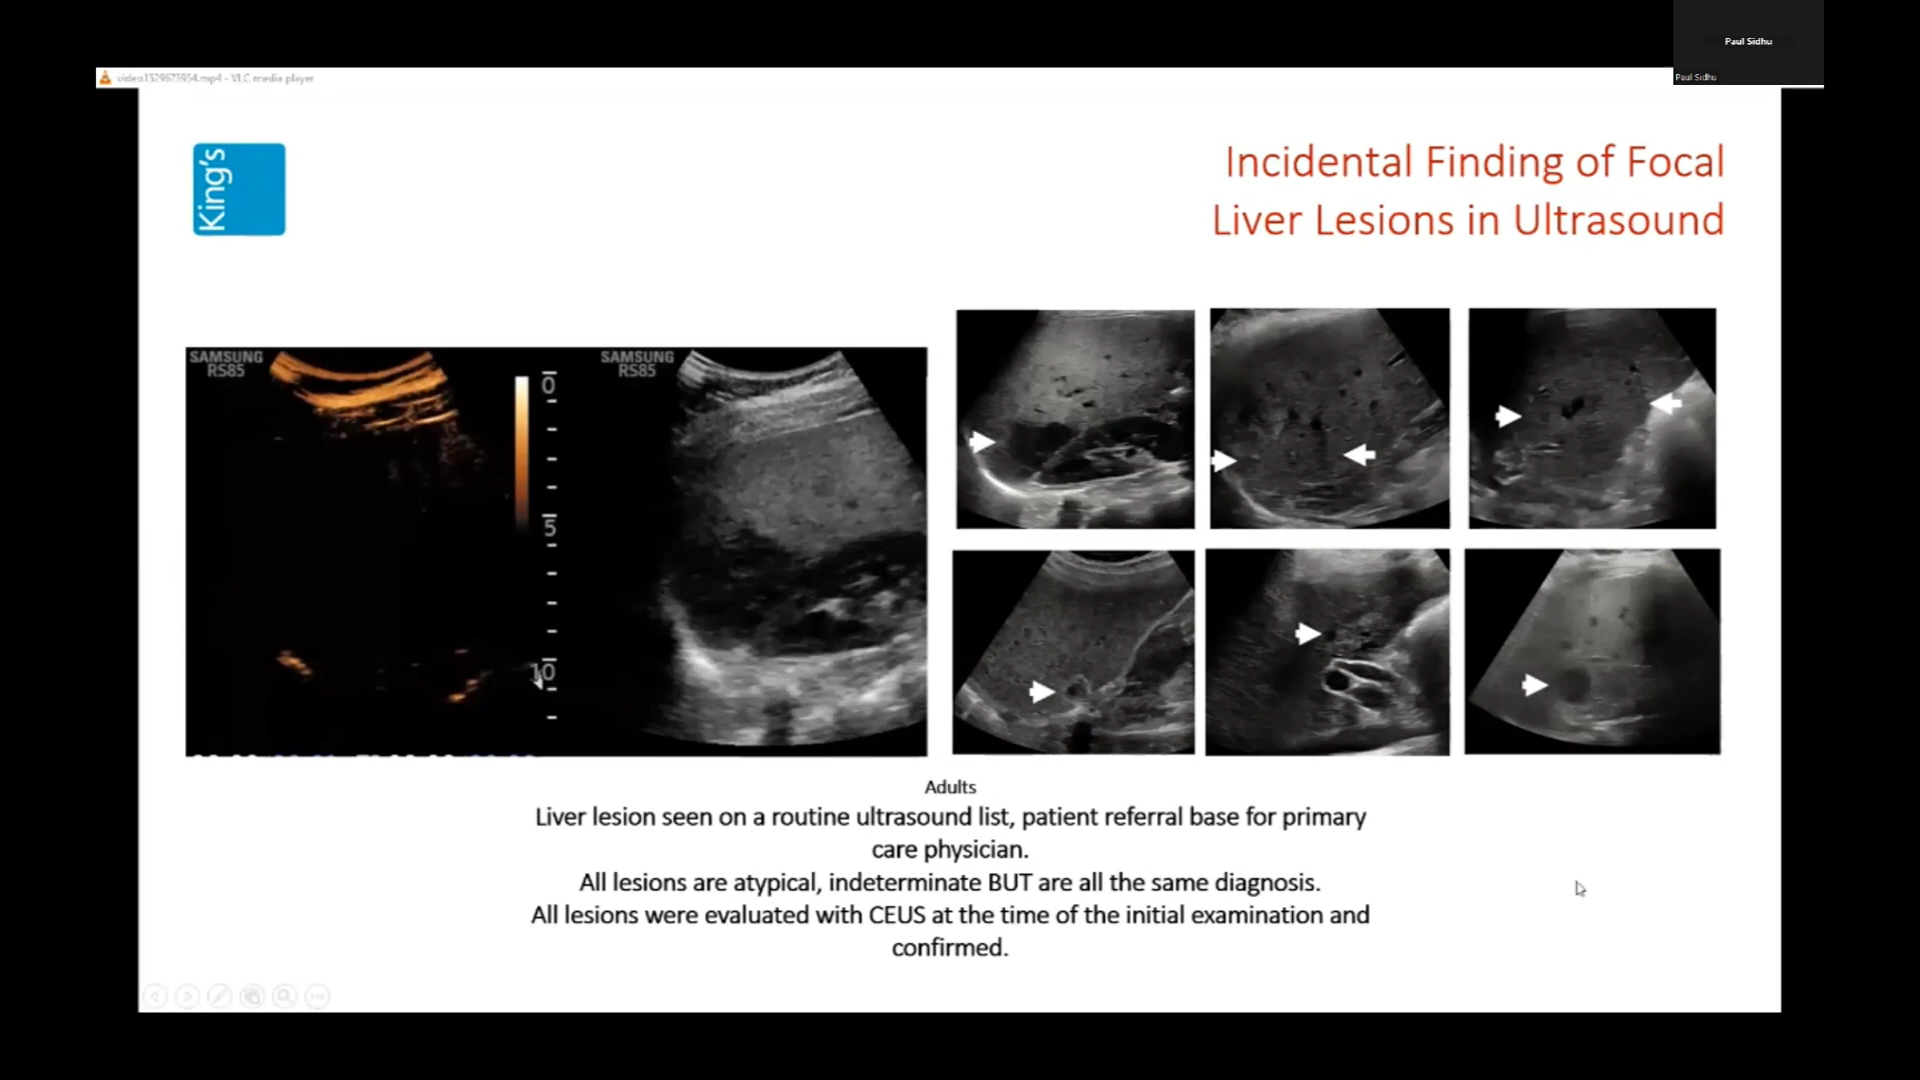 Paul Sidhu
Paul Sidhu
video1529673954.mp4 - VLC media player
King's
Incidental Finding of Focal
Liver Lesions in Ultrasound
SAMSUNG
RS85
0
5
10
SAMSUNG
RS85
Adults
Liver lesion seen on a routine ultrasound list, patient referral base for primary
care physician.
All lesions are atypical, indeterminate BUT are all the same diagnosis.
All lesions were evaluated with CEUS at the time of the initial examination and
confirmed.